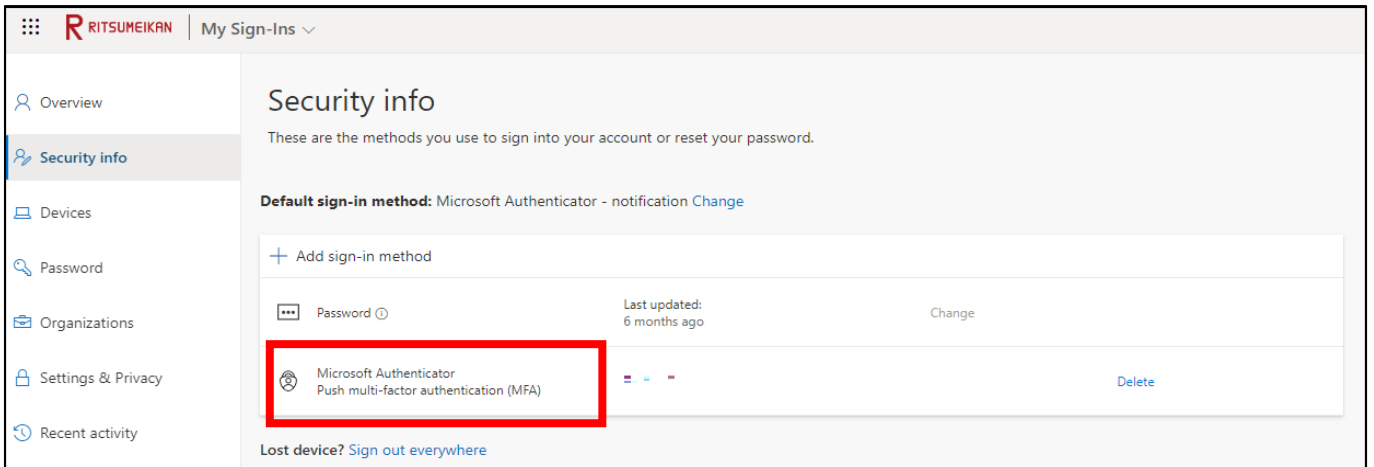 RITSUMEIKAN My Sign-Ins
Overview
Security info
Devices
Password
Organizations
Settings & Privacy
Recent activity
Security info
These are the methods you use to sign into your account or reset your password.
Default sign-in method: Microsoft Authenticator - notification Change
Add sign-in method
Password Last updated: Change
6 months ago
Microsoft Authenticator
Push multi-factor authentication (MFA) Delete
Lost device? Sign out everywhere